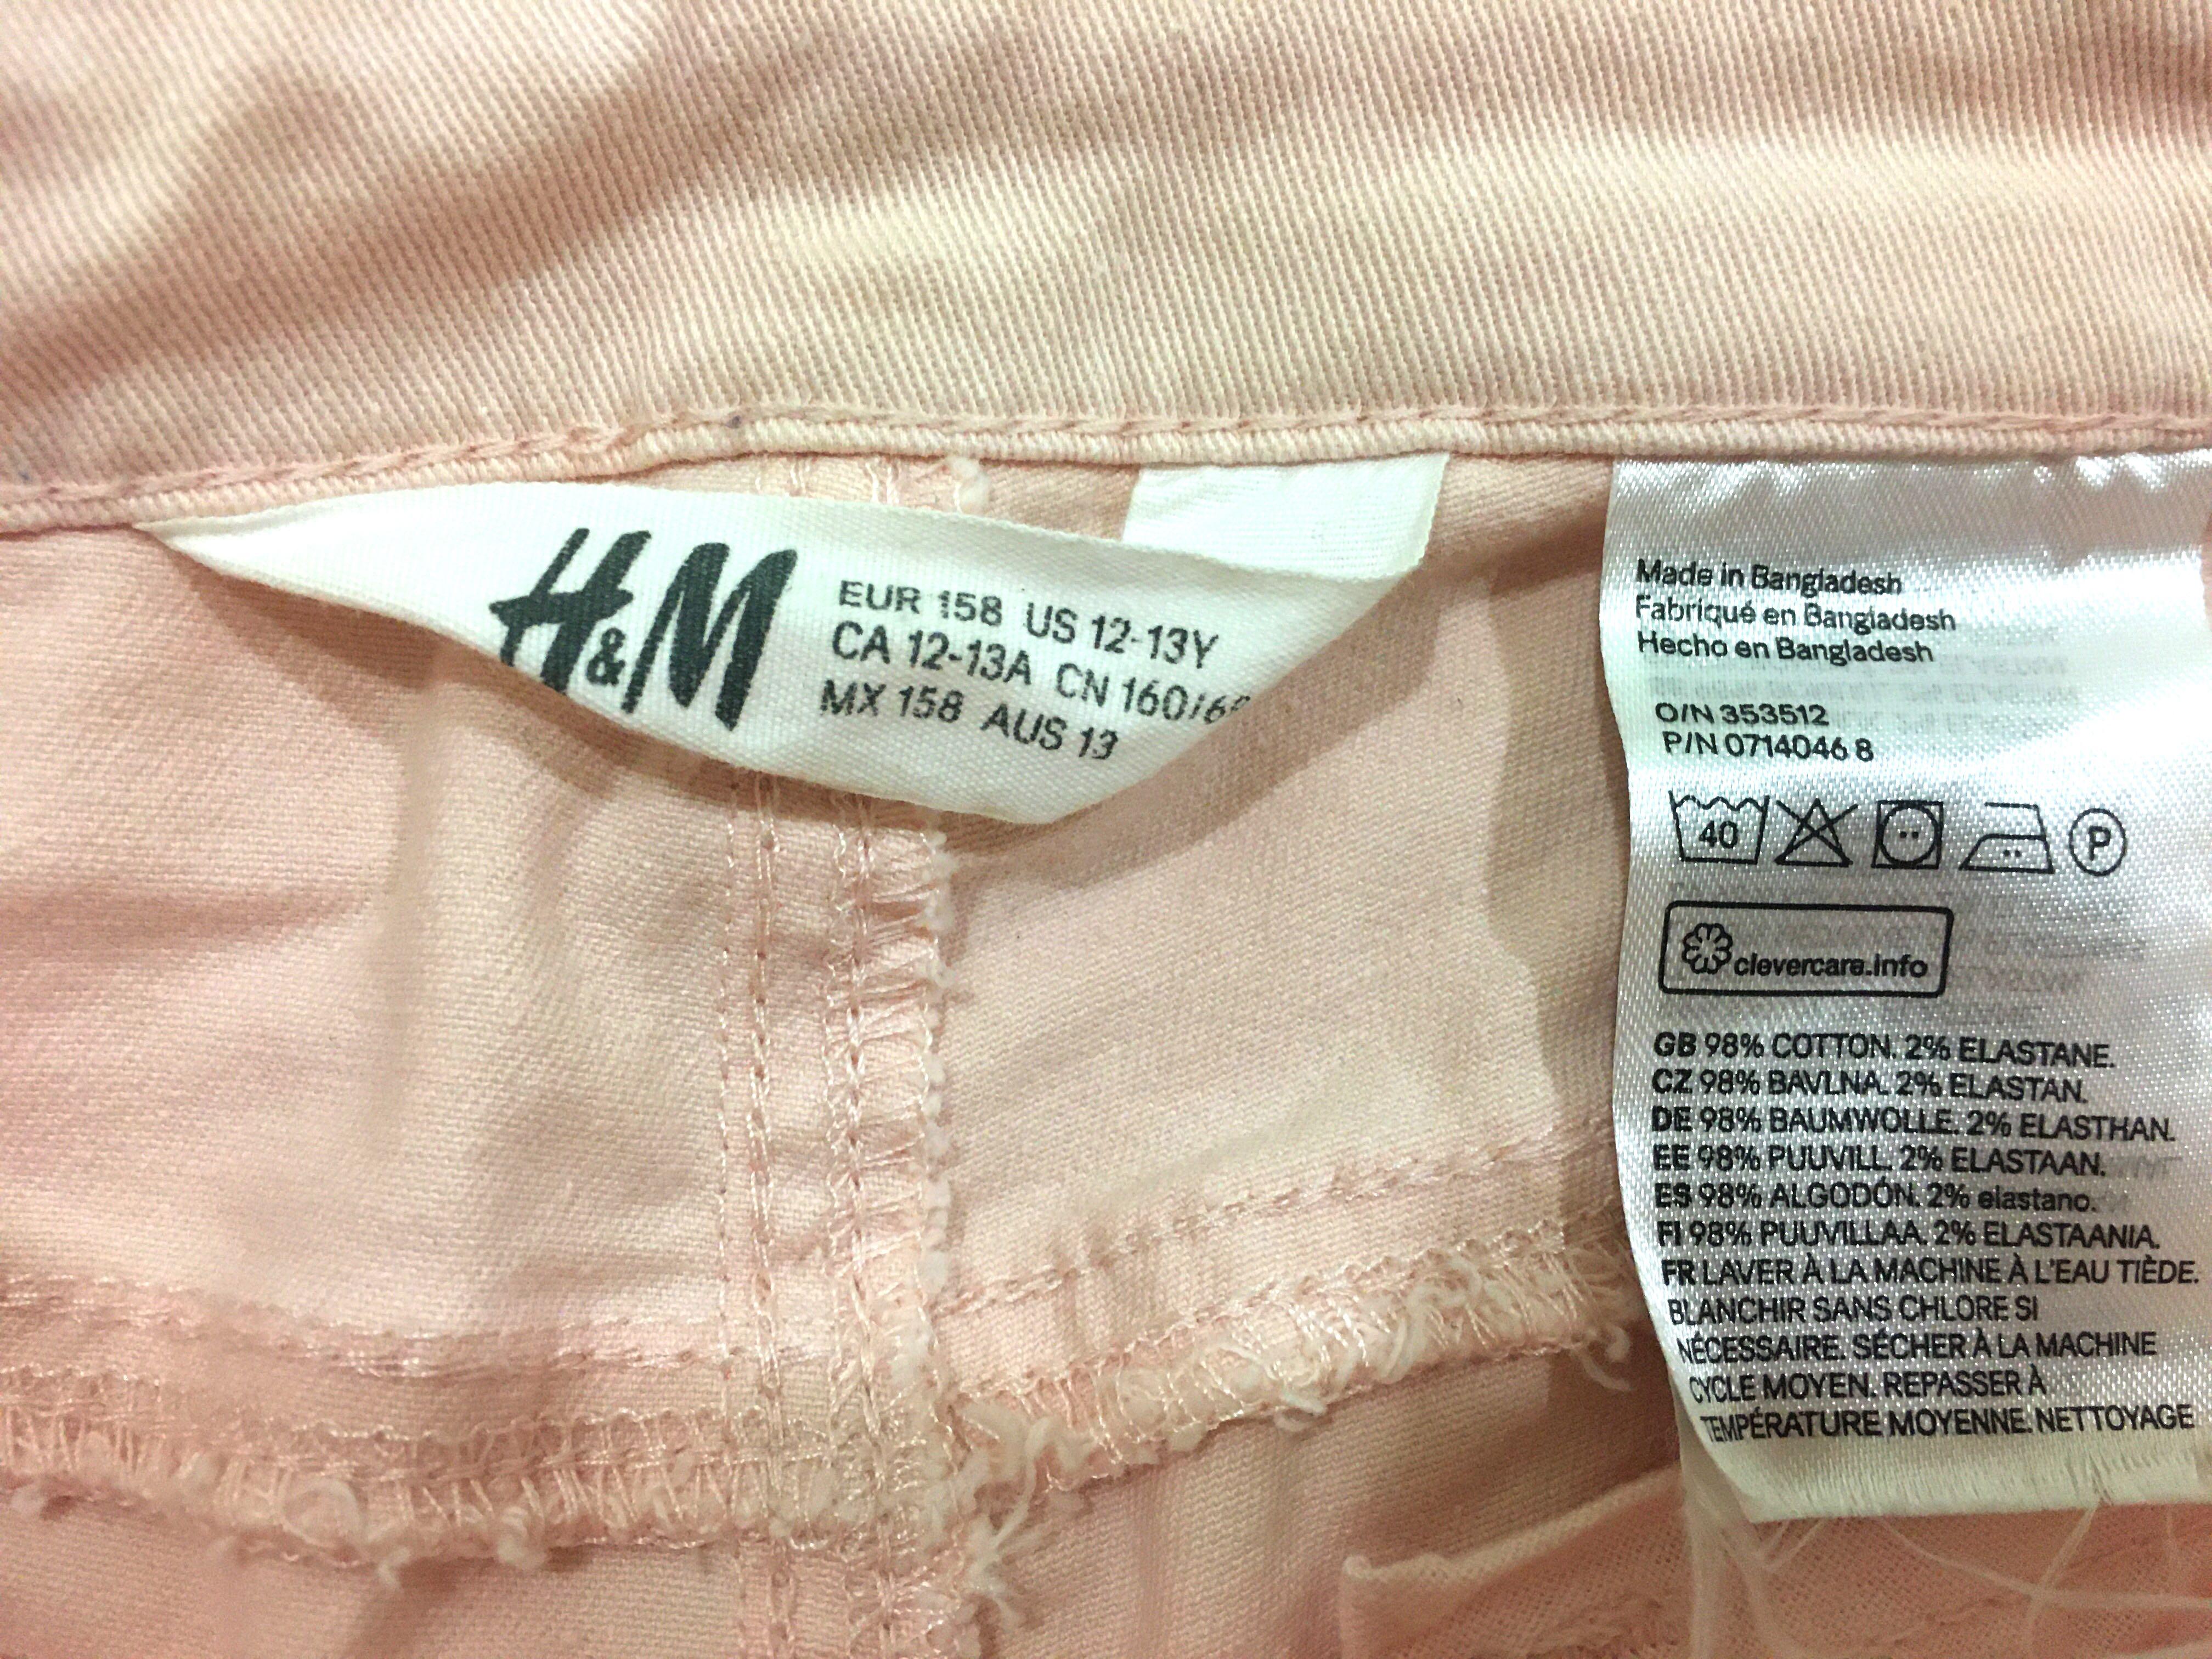 H&M
EUR 158 US 12-13Y
CA 12-13A CN 160/
MX 158 AUS 13
Made in Bangladesh
Fabriqué en Bangladesh
Hecho en Bangladesh
O/N 353512
P/N 0714046 8
40
P
clevercare.info
GB 98% COTTON. 2% ELASTANE.
CZ 98% BAVLNA. 2% ELASTAN.
DE 98% BAUMWOLLE. 2% ELASTHAN.
EE 98% PUUVILL. 2% ELASTAAN.
ES 98% ALGODÓN. 2% elastano.
FI 98% PUUVILLAA. 2% ELASTAANIA.
FR LAVER À LA MACHINE À L'EAU TIÈDE.
BLANCHIR SANS CHLORE SI
NÉCESSAIRE. SÉCHER À LA MACHINE
CYCLE MOYEN. REPASSER À
TEMPÉRATURE MOYENNE. NETTOYAGE